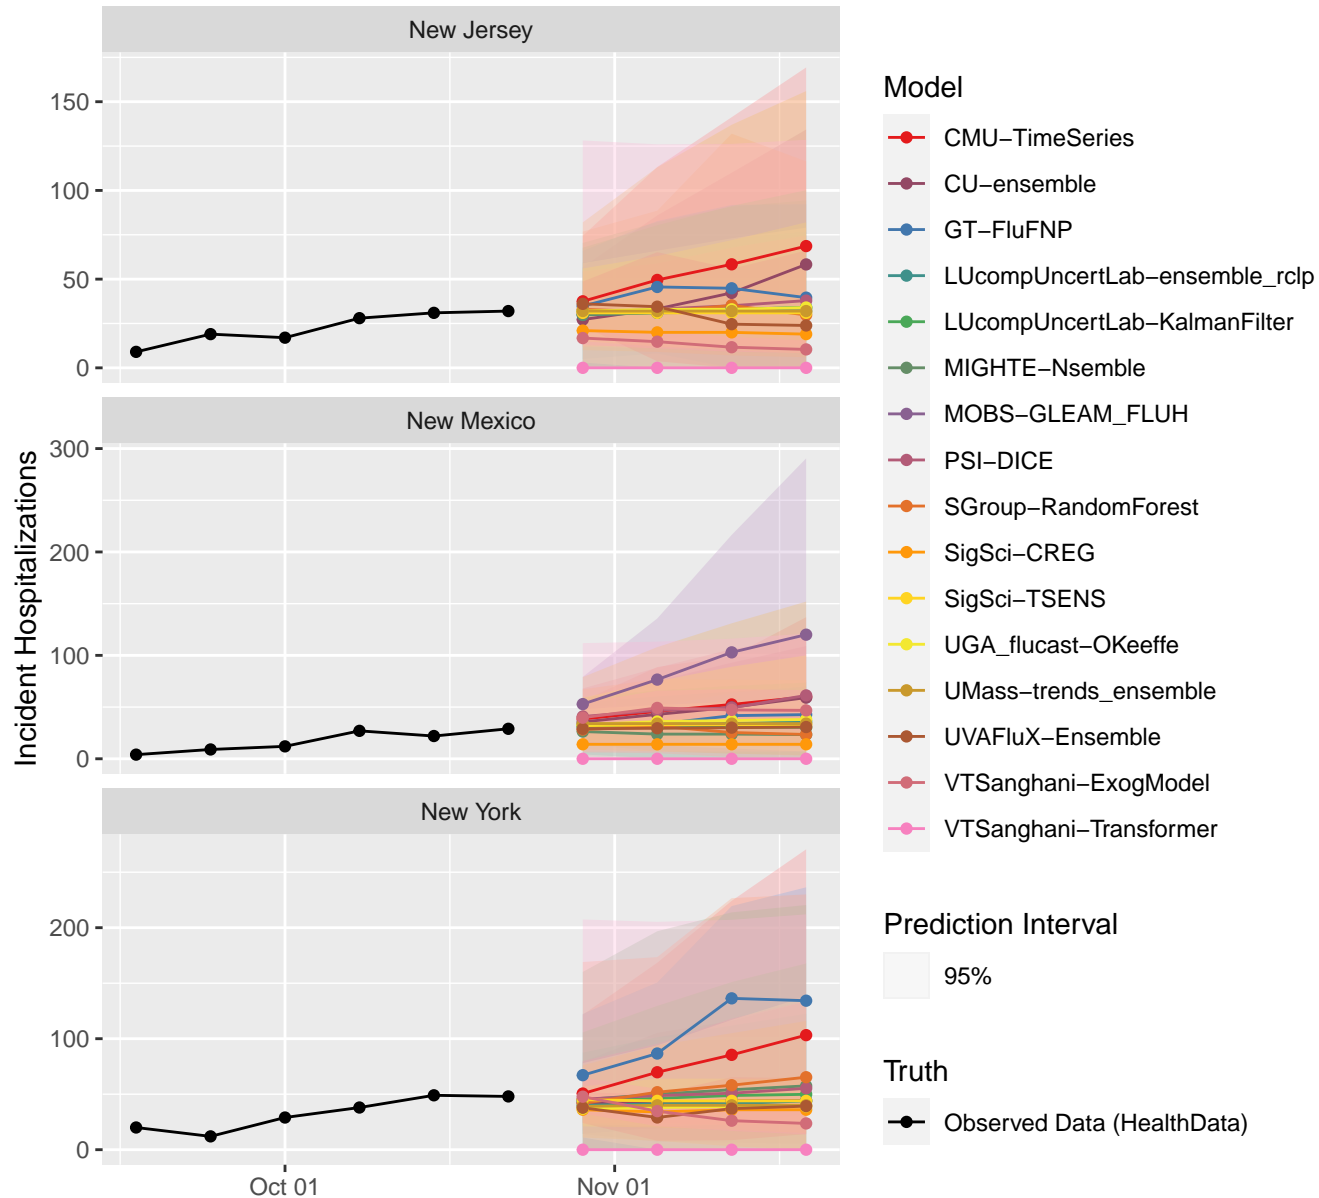 New Jersey
150
100
50
0
New Mexico
300
200
100
0
New York
200
100
0
Oct 01
Nov 01
Incident Hospitalizations
Model
CMU−TimeSeries
CU−ensemble
GT−FluFNP
LUcompUncertLab−ensemble_rclp
LUcompUncertLab−KalmanFilter
MIGHTE−Nsemble
MOBS−GLEAM_FLUH
PSI−DICE
SGroup−RandomForest
SigSci−CREG
SigSci−TSENS
UGA_flucast−OKeeffe
UMass−trends_ensemble
UVAFluX−Ensemble
VTSanghani−ExogModel
VTSanghani−Transformer
Prediction Interval
95%
Truth
Observed Data (HealthData)